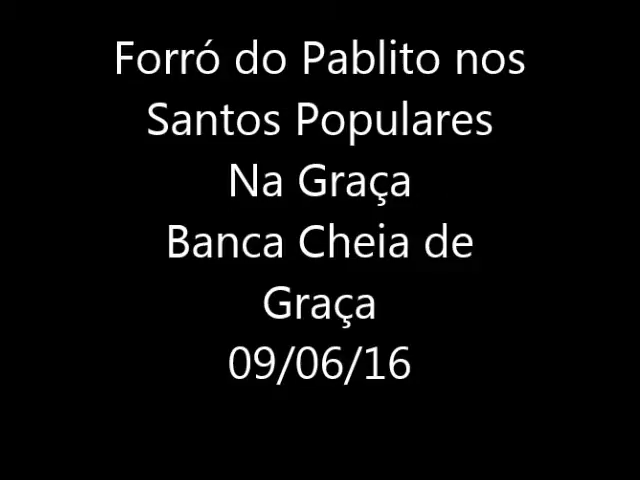 Forró do Pablito nos
Santos Populares
Na Graça
Banca Cheia de
Graça
09/06/16